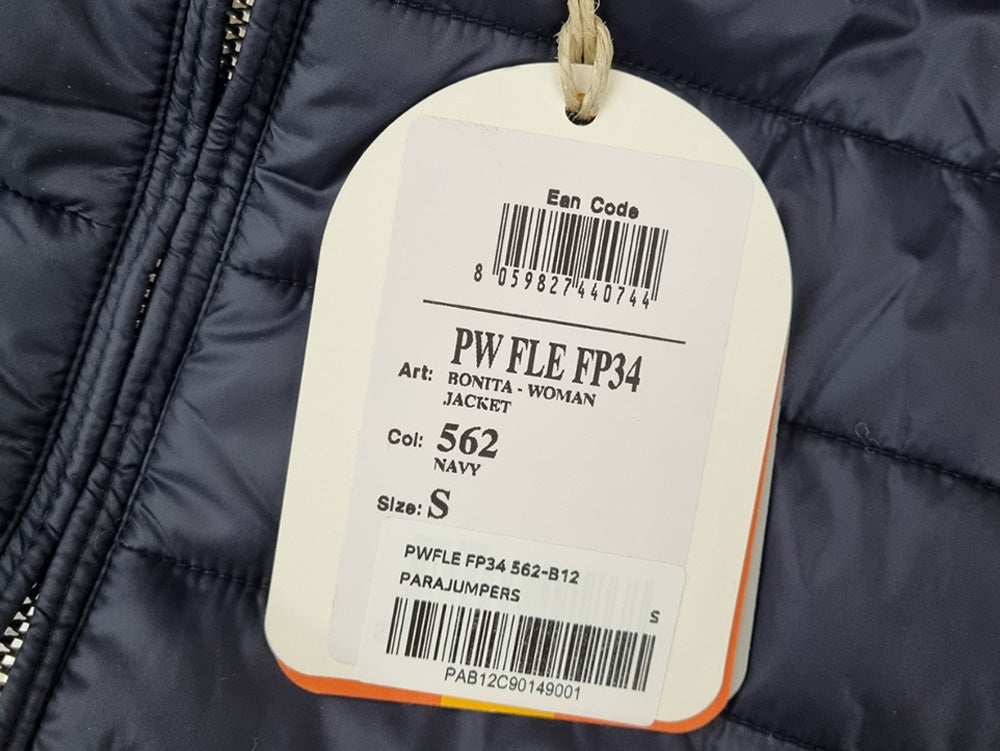 Ean Code
8 059827 440744
PW FLE FP34
Art: BONITA - WOMAN
JACKET
Col: 562
NAVY
Size: S
PWFLE FP34 562-B12
PARAJUMPERS
S
PAB12C90149001